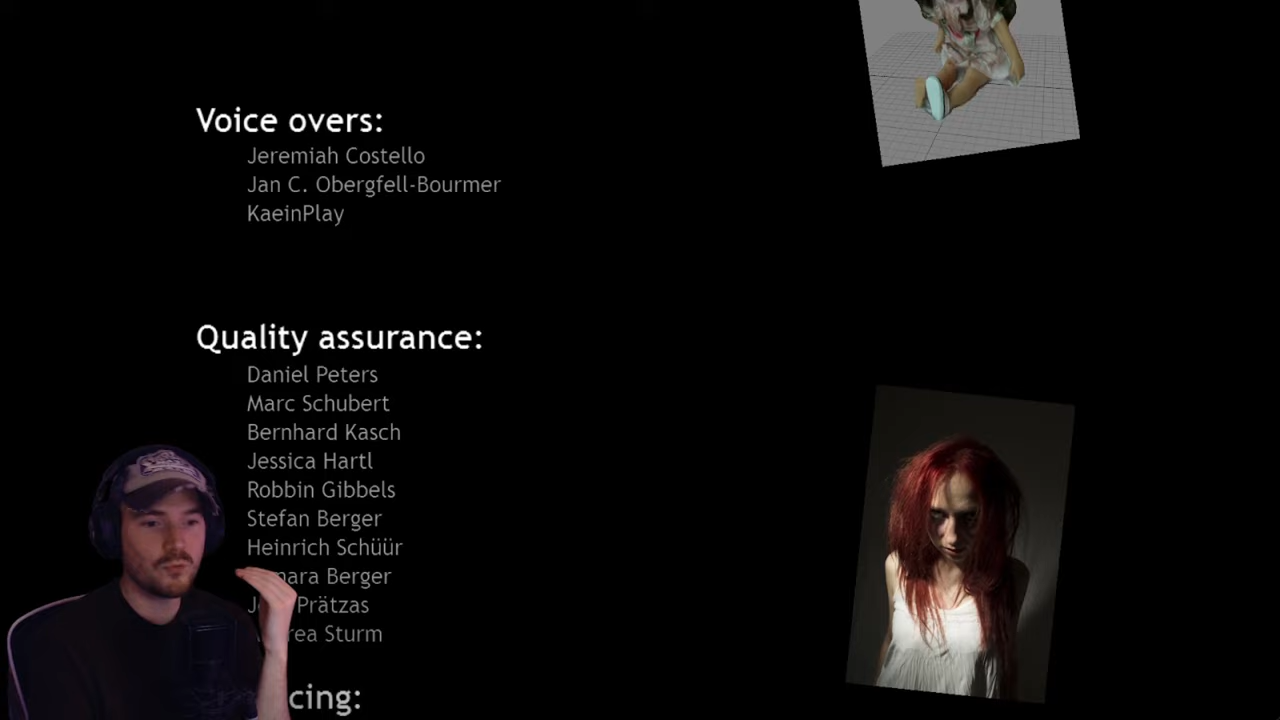 Voice overs:
Jeremiah Costello
Jan C. Obergfell-Bourmer
KaeinPlay
Quality assurance:
Daniel Peters
Marc Schubert
Bernhard Kasch
Jessica Hartl
Robbin Gibbels
Stefan Berger
Heinrich Schüür
Berger
Prätzas
Sturm